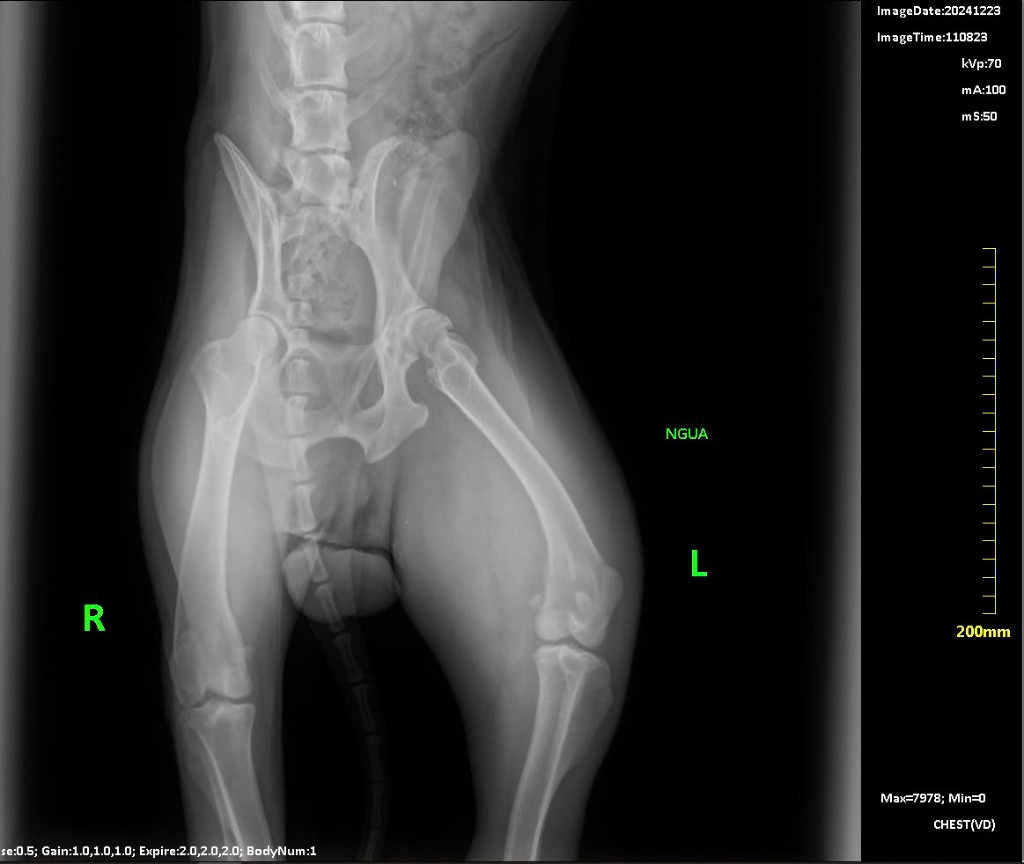 ImageDate:20241223
ImageTime:110823
kVp:70
mA:100
mS:50
NGUA
L
R
200mm
Max=7978; Min=0
CHEST(VD)
se:0.5; Gain:1.0,1.0,1.0; Expire:2.0,2.0,2.0; BodyNum:1